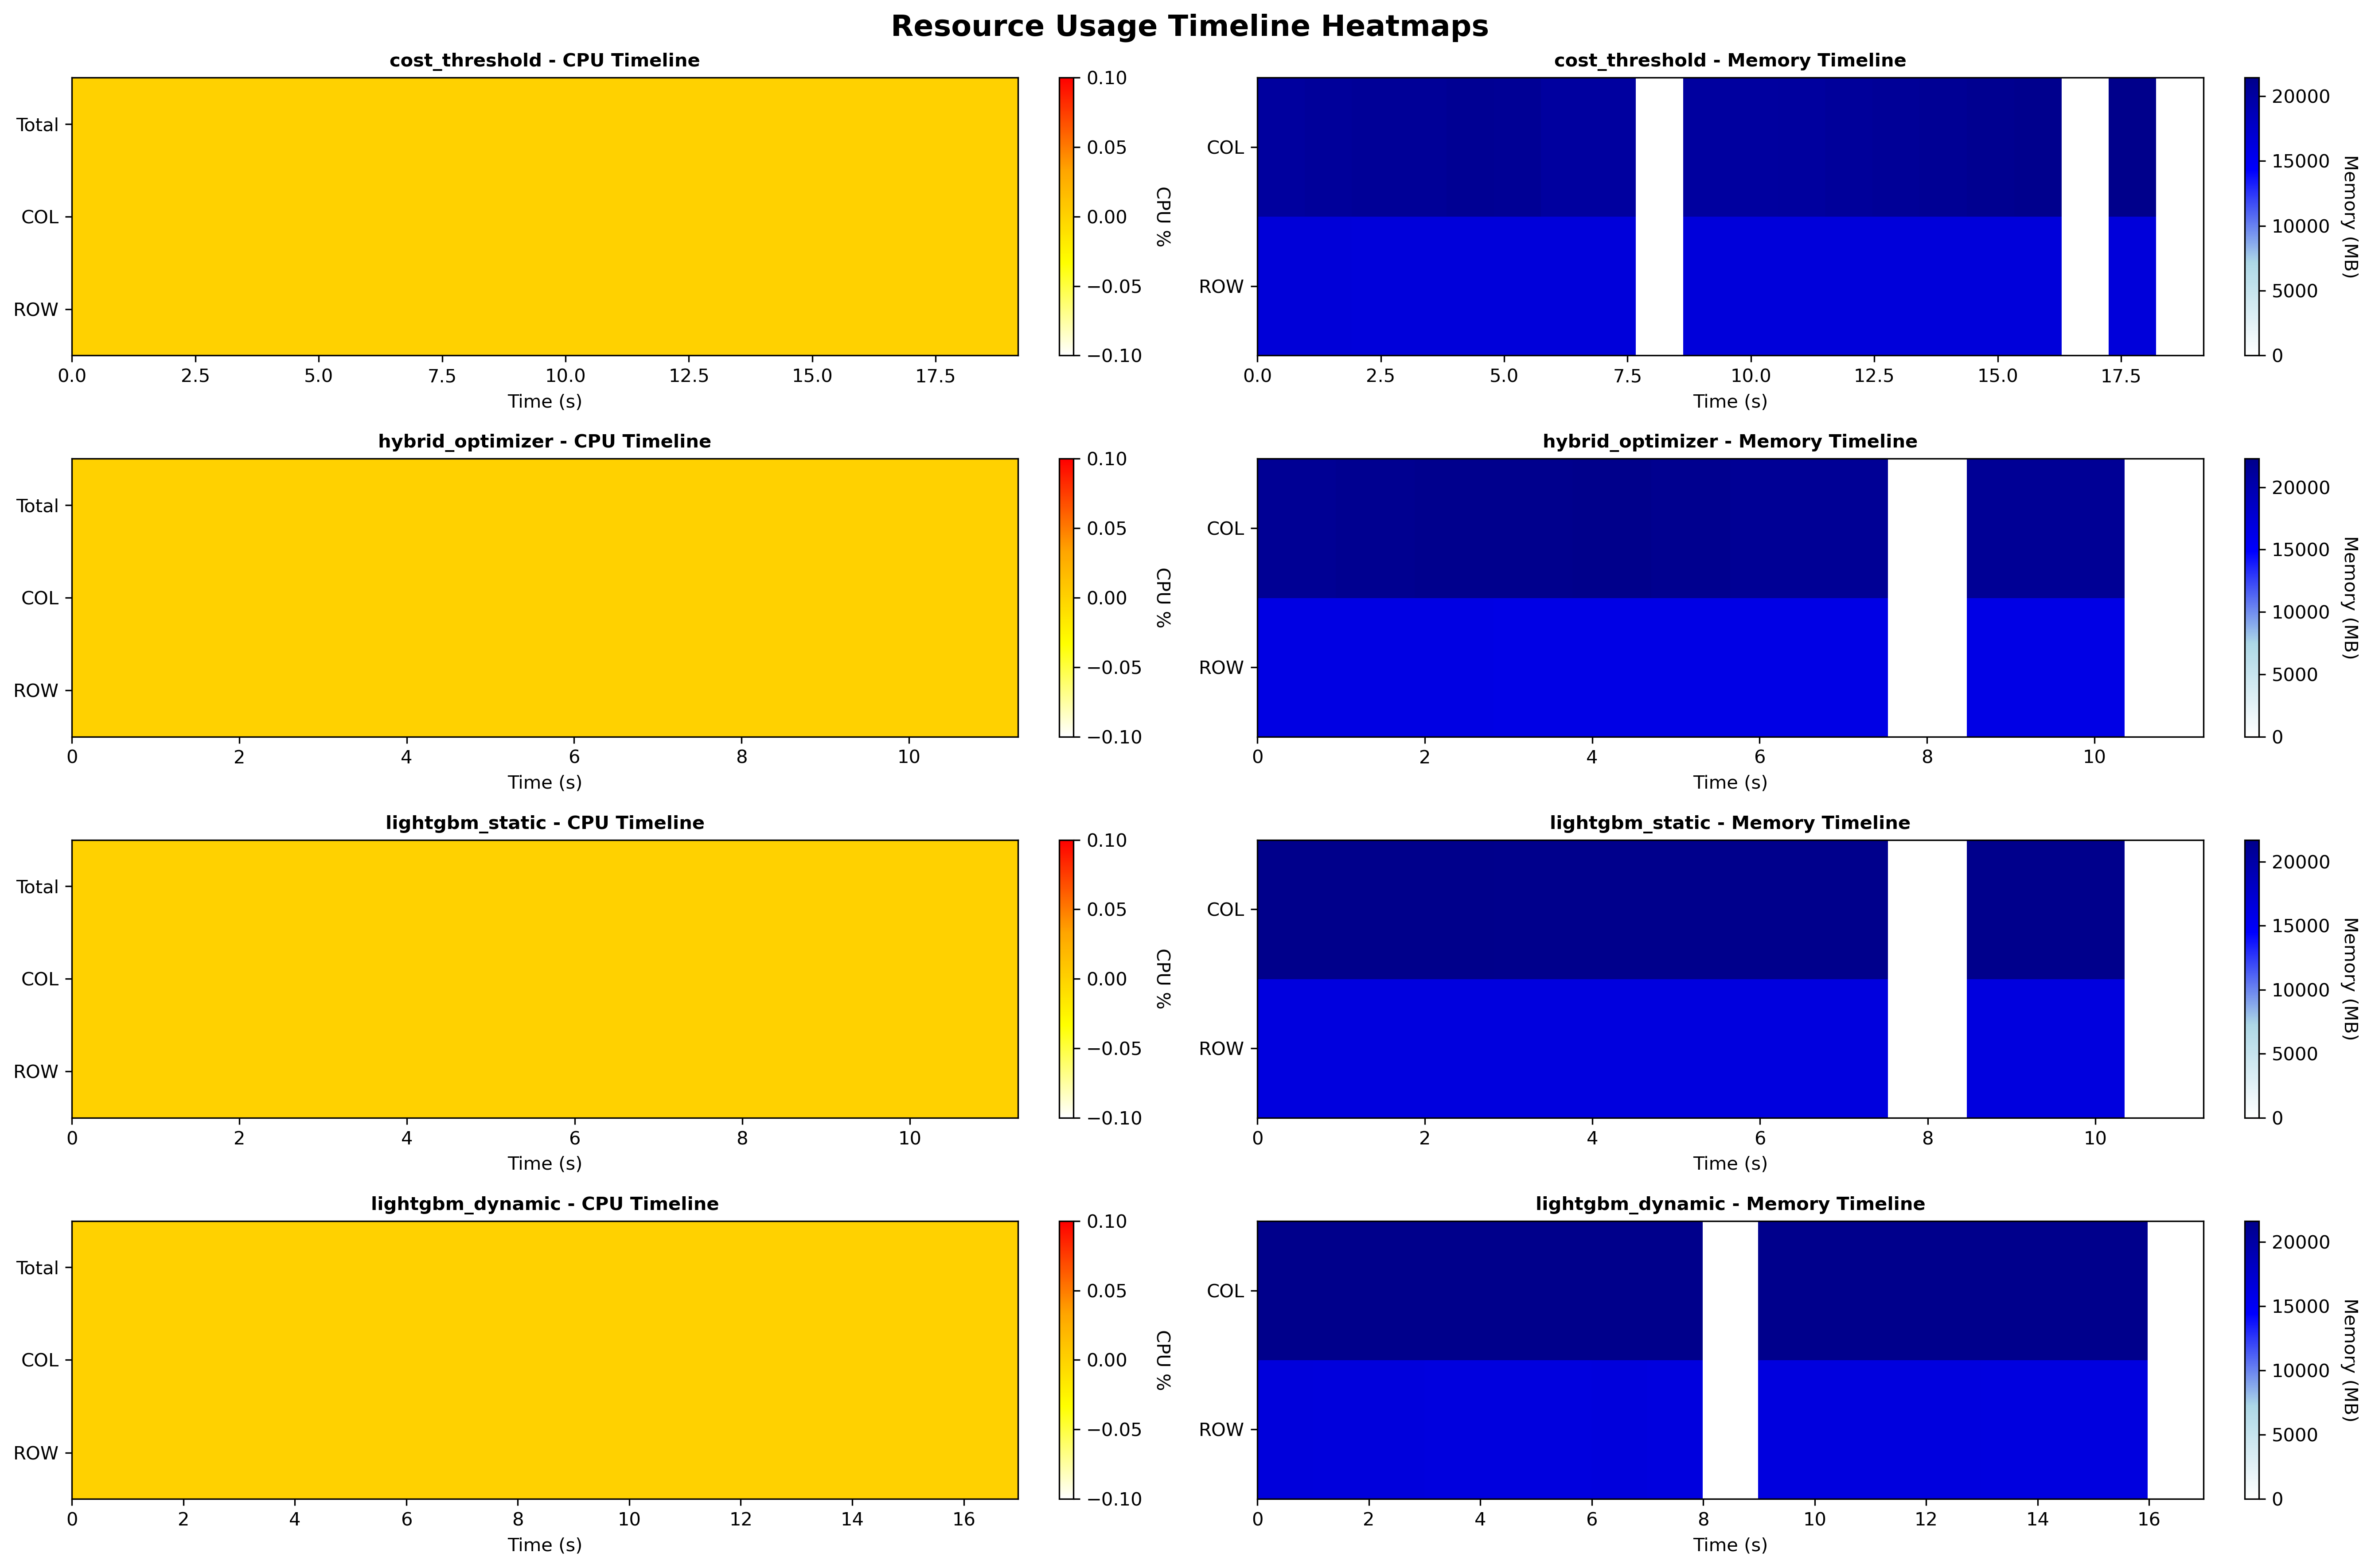 Resource Usage Timeline Heatmaps
cost_threshold - CPU Timeline
Total
COL
ROW
0.0 2.5 5.0 7.5 10.0 12.5 15.0 17.5
Time (s)
0.10
0.05
0.00
−0.05
−0.10
CPU %
cost_threshold - Memory Timeline
COL
ROW
0.0 2.5 5.0 7.5 10.0 12.5 15.0 17.5
Time (s)
20000
15000
10000
5000
0
Memory (MB)
hybrid_optimizer - CPU Timeline
Total
COL
ROW
0 2 4 6 8 10
Time (s)
0.10
0.05
0.00
−0.05
−0.10
CPU %
hybrid_optimizer - Memory Timeline
COL
ROW
0 2 4 6 8 10
Time (s)
20000
15000
10000
5000
0
Memory (MB)
lightgbm_static - CPU Timeline
Total
COL
ROW
0 2 4 6 8 10
Time (s)
0.10
0.05
0.00
−0.05
−0.10
CPU %
lightgbm_static - Memory Timeline
COL
ROW
0 2 4 6 8 10
Time (s)
20000
15000
10000
5000
0
Memory (MB)
lightgbm_dynamic - CPU Timeline
Total
COL
ROW
0 2 4 6 8 10 12 14 16
Time (s)
0.10
0.05
0.00
−0.05
−0.10
CPU %
lightgbm_dynamic - Memory Timeline
COL
ROW
0 2 4 6 8 10 12 14 16
Time (s)
20000
15000
10000
5000
0
Memory (MB)